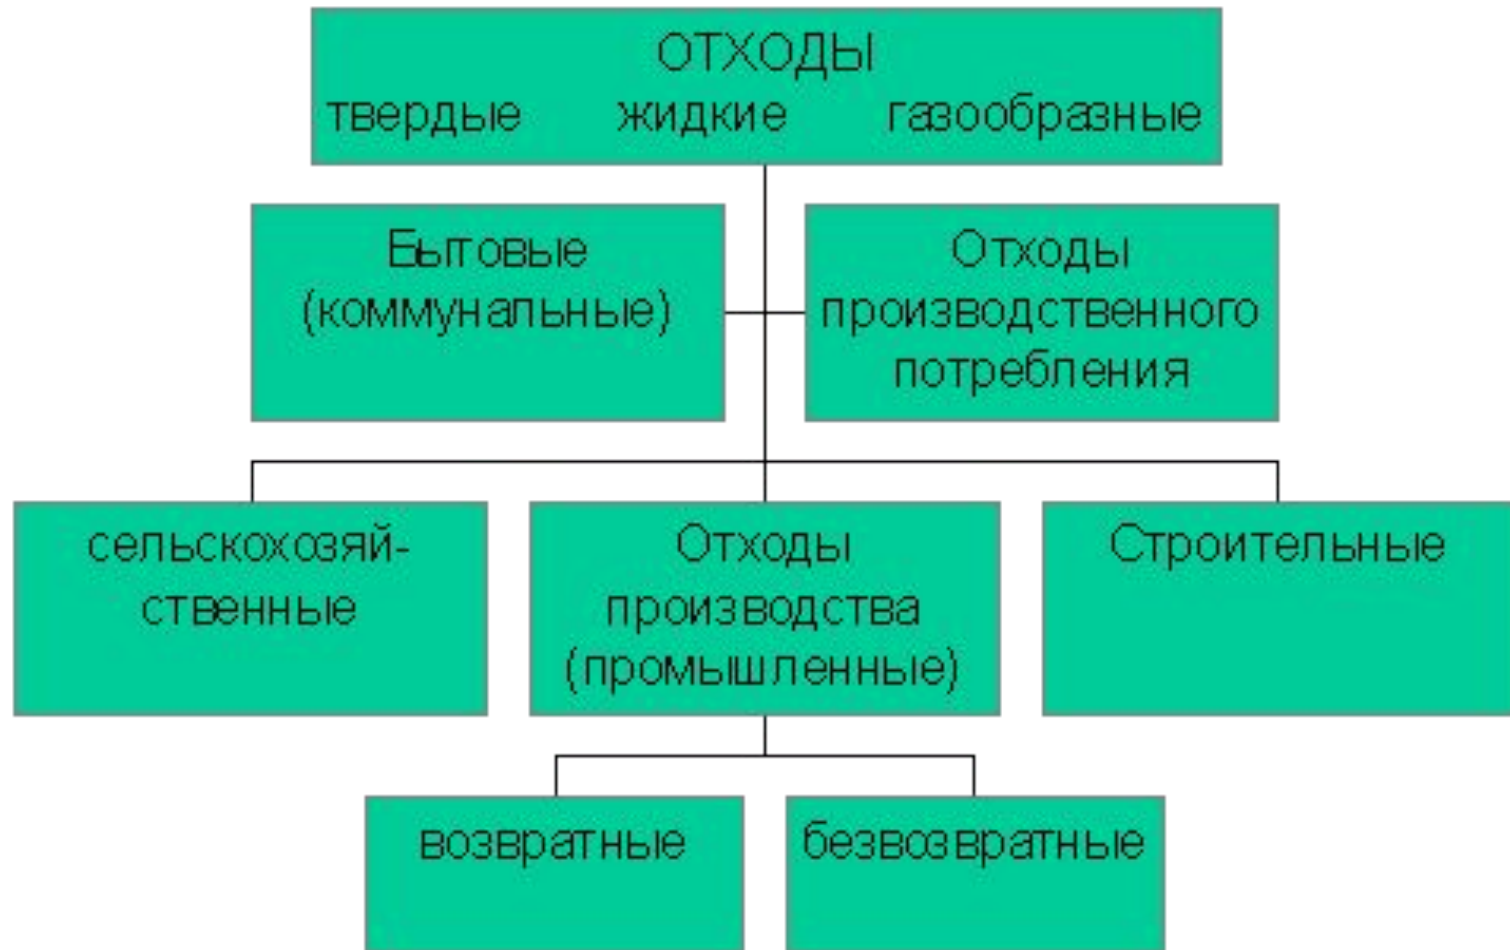 ОТХОДЫ
твердые жидкие газообразные
Бытовые
(коммунальные)
Отходы
производственного
потребления
сельскохозяй-
ственные
Отходы
производства
(промышленные)
Строительные
возвратные
безвозвратные